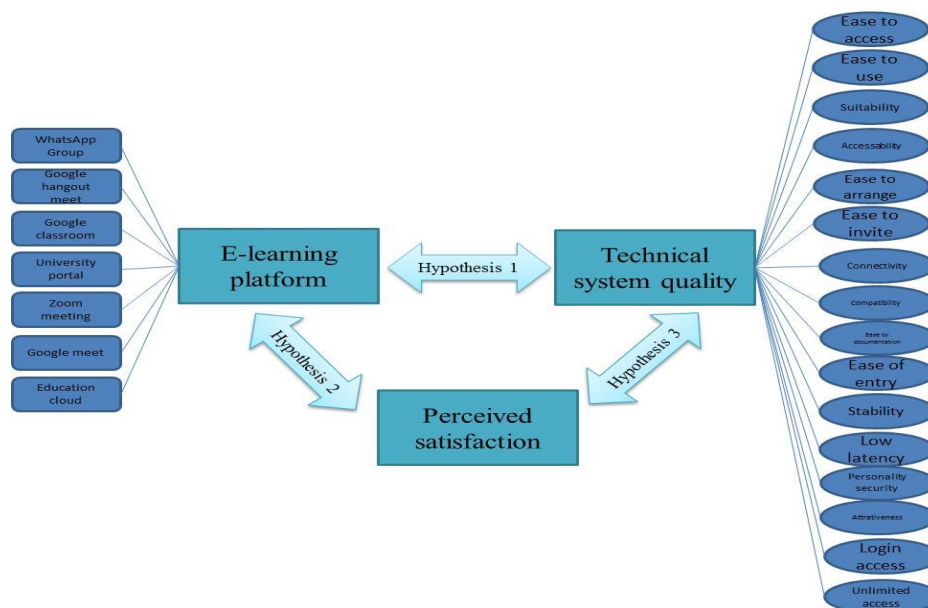 WhatsApp
Group
Google
hangout
meet
Google
classroom
University
portal
Zoom
meeting
Google meet
Education
cloud
E-learning
platform
Hypothesis 1
Technical
system quality
Hypothesis 2
Hypothesis 3
Perceived
satisfaction
Ease to
access
Ease to
use
Suitability
Accessability
Ease to
arrange
Ease to
invite
Connectivity
Compatibility
Ease to
documentation
Ease of
entry
Stability
Low
latency
Personality
security
Attrativeness
Login
access
Unlimited
access